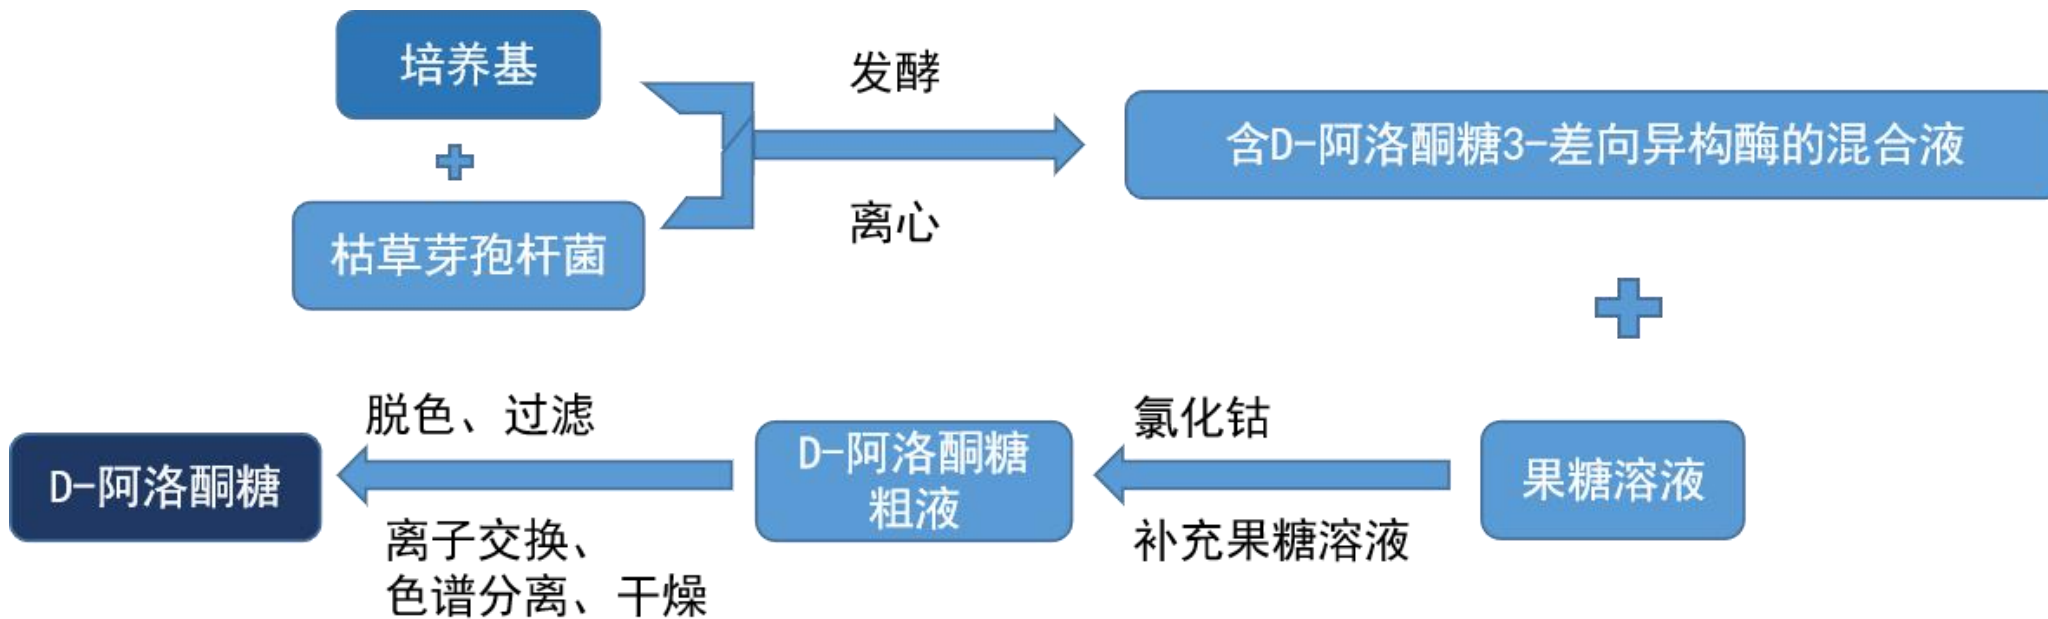 培养基
发酵
含D-阿洛酮糖3-差向异构酶的混合液
离心
枯草芽孢杆菌
脱色、过滤
氯化钴
D-阿洛酮糖
D-阿洛酮糖
粗液
果糖溶液
离子交换、
色谱分离、干燥
补充果糖溶液